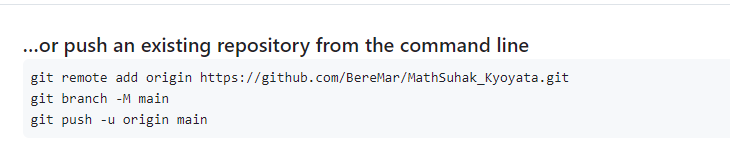 ...or push an existing repository from the command line
git remote add origin https://github.com/BereMar/MathSuhak_Kyoyata.git
git branch -M main
git push -u origin main